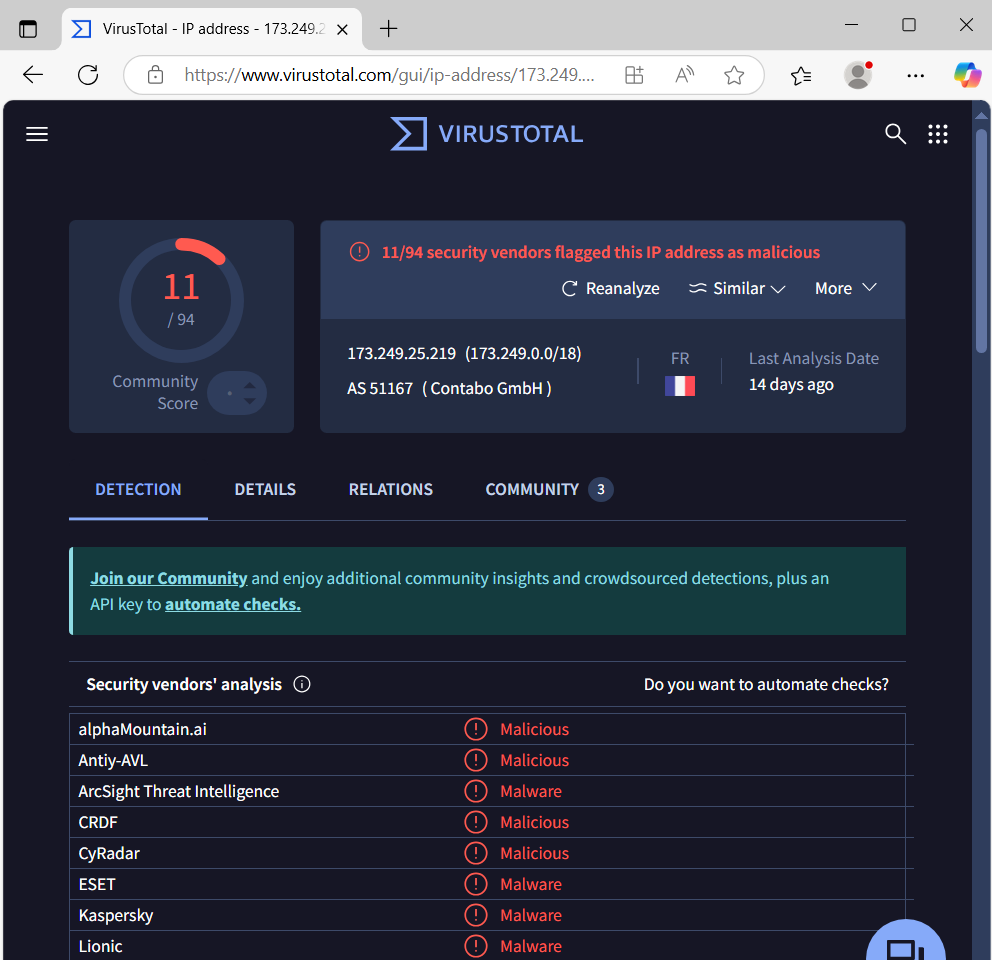 VirusTotal - IP address - 173.249.2
https://www.virustotal.com/gui/ip-address/173.249....
VIRUSTOTAL
11
/ 94
Community
Score
11/94 security vendors flagged this IP address as malicious
Reanalyze Similar More
173.249.25.219 (173.249.0.0/18)
AS 51167 ( Contabo GmbH )
FR
Last Analysis Date
14 days ago
DETECTION DETAILS RELATIONS COMMUNITY 3
Join our Community and enjoy additional community insights and crowdsourced detections, plus an
API key to automate checks.
Security vendors' analysis Do you want to automate checks?
alphaMountain.ai Malicious
Antiy-AVL Malicious
ArcSight Threat Intelligence Malware
CRDF Malicious
CyRadar Malicious
ESET Malware
Kaspersky Malware
Lionic Malware